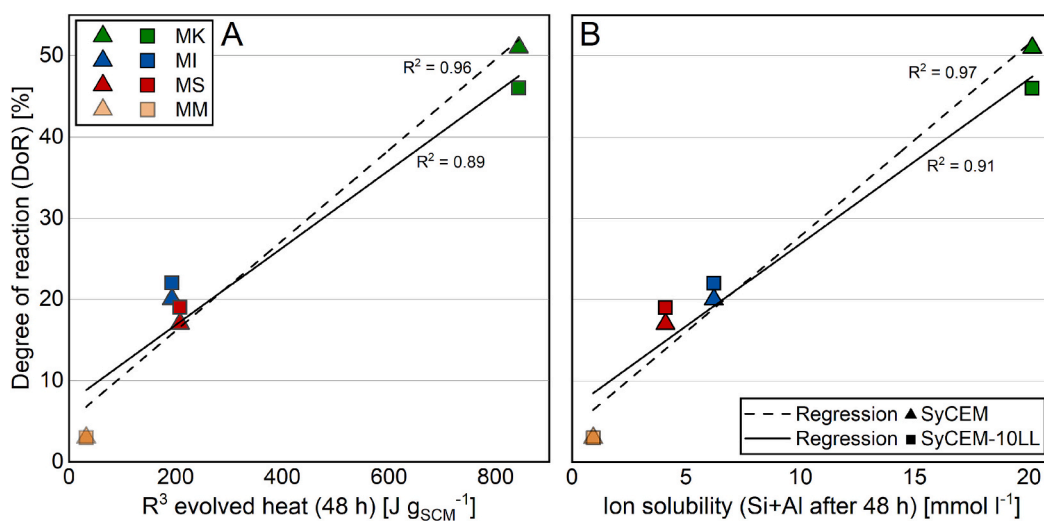 MK
MI
MS
MM
A
R² = 0.96
R² = 0.89
Degree of reaction (DoR) [%]
60
50
40
30
20
10
0
0 200 400 600 800
R³ evolved heat (48 h) [J g_SCM⁻¹]
B
R² = 0.97
R² = 0.91
Regression SyCEM
Regression SyCEM-10LL
0 5 10 15 20
Ion solubility (Si+Al after 48 h) [mmol l⁻¹]